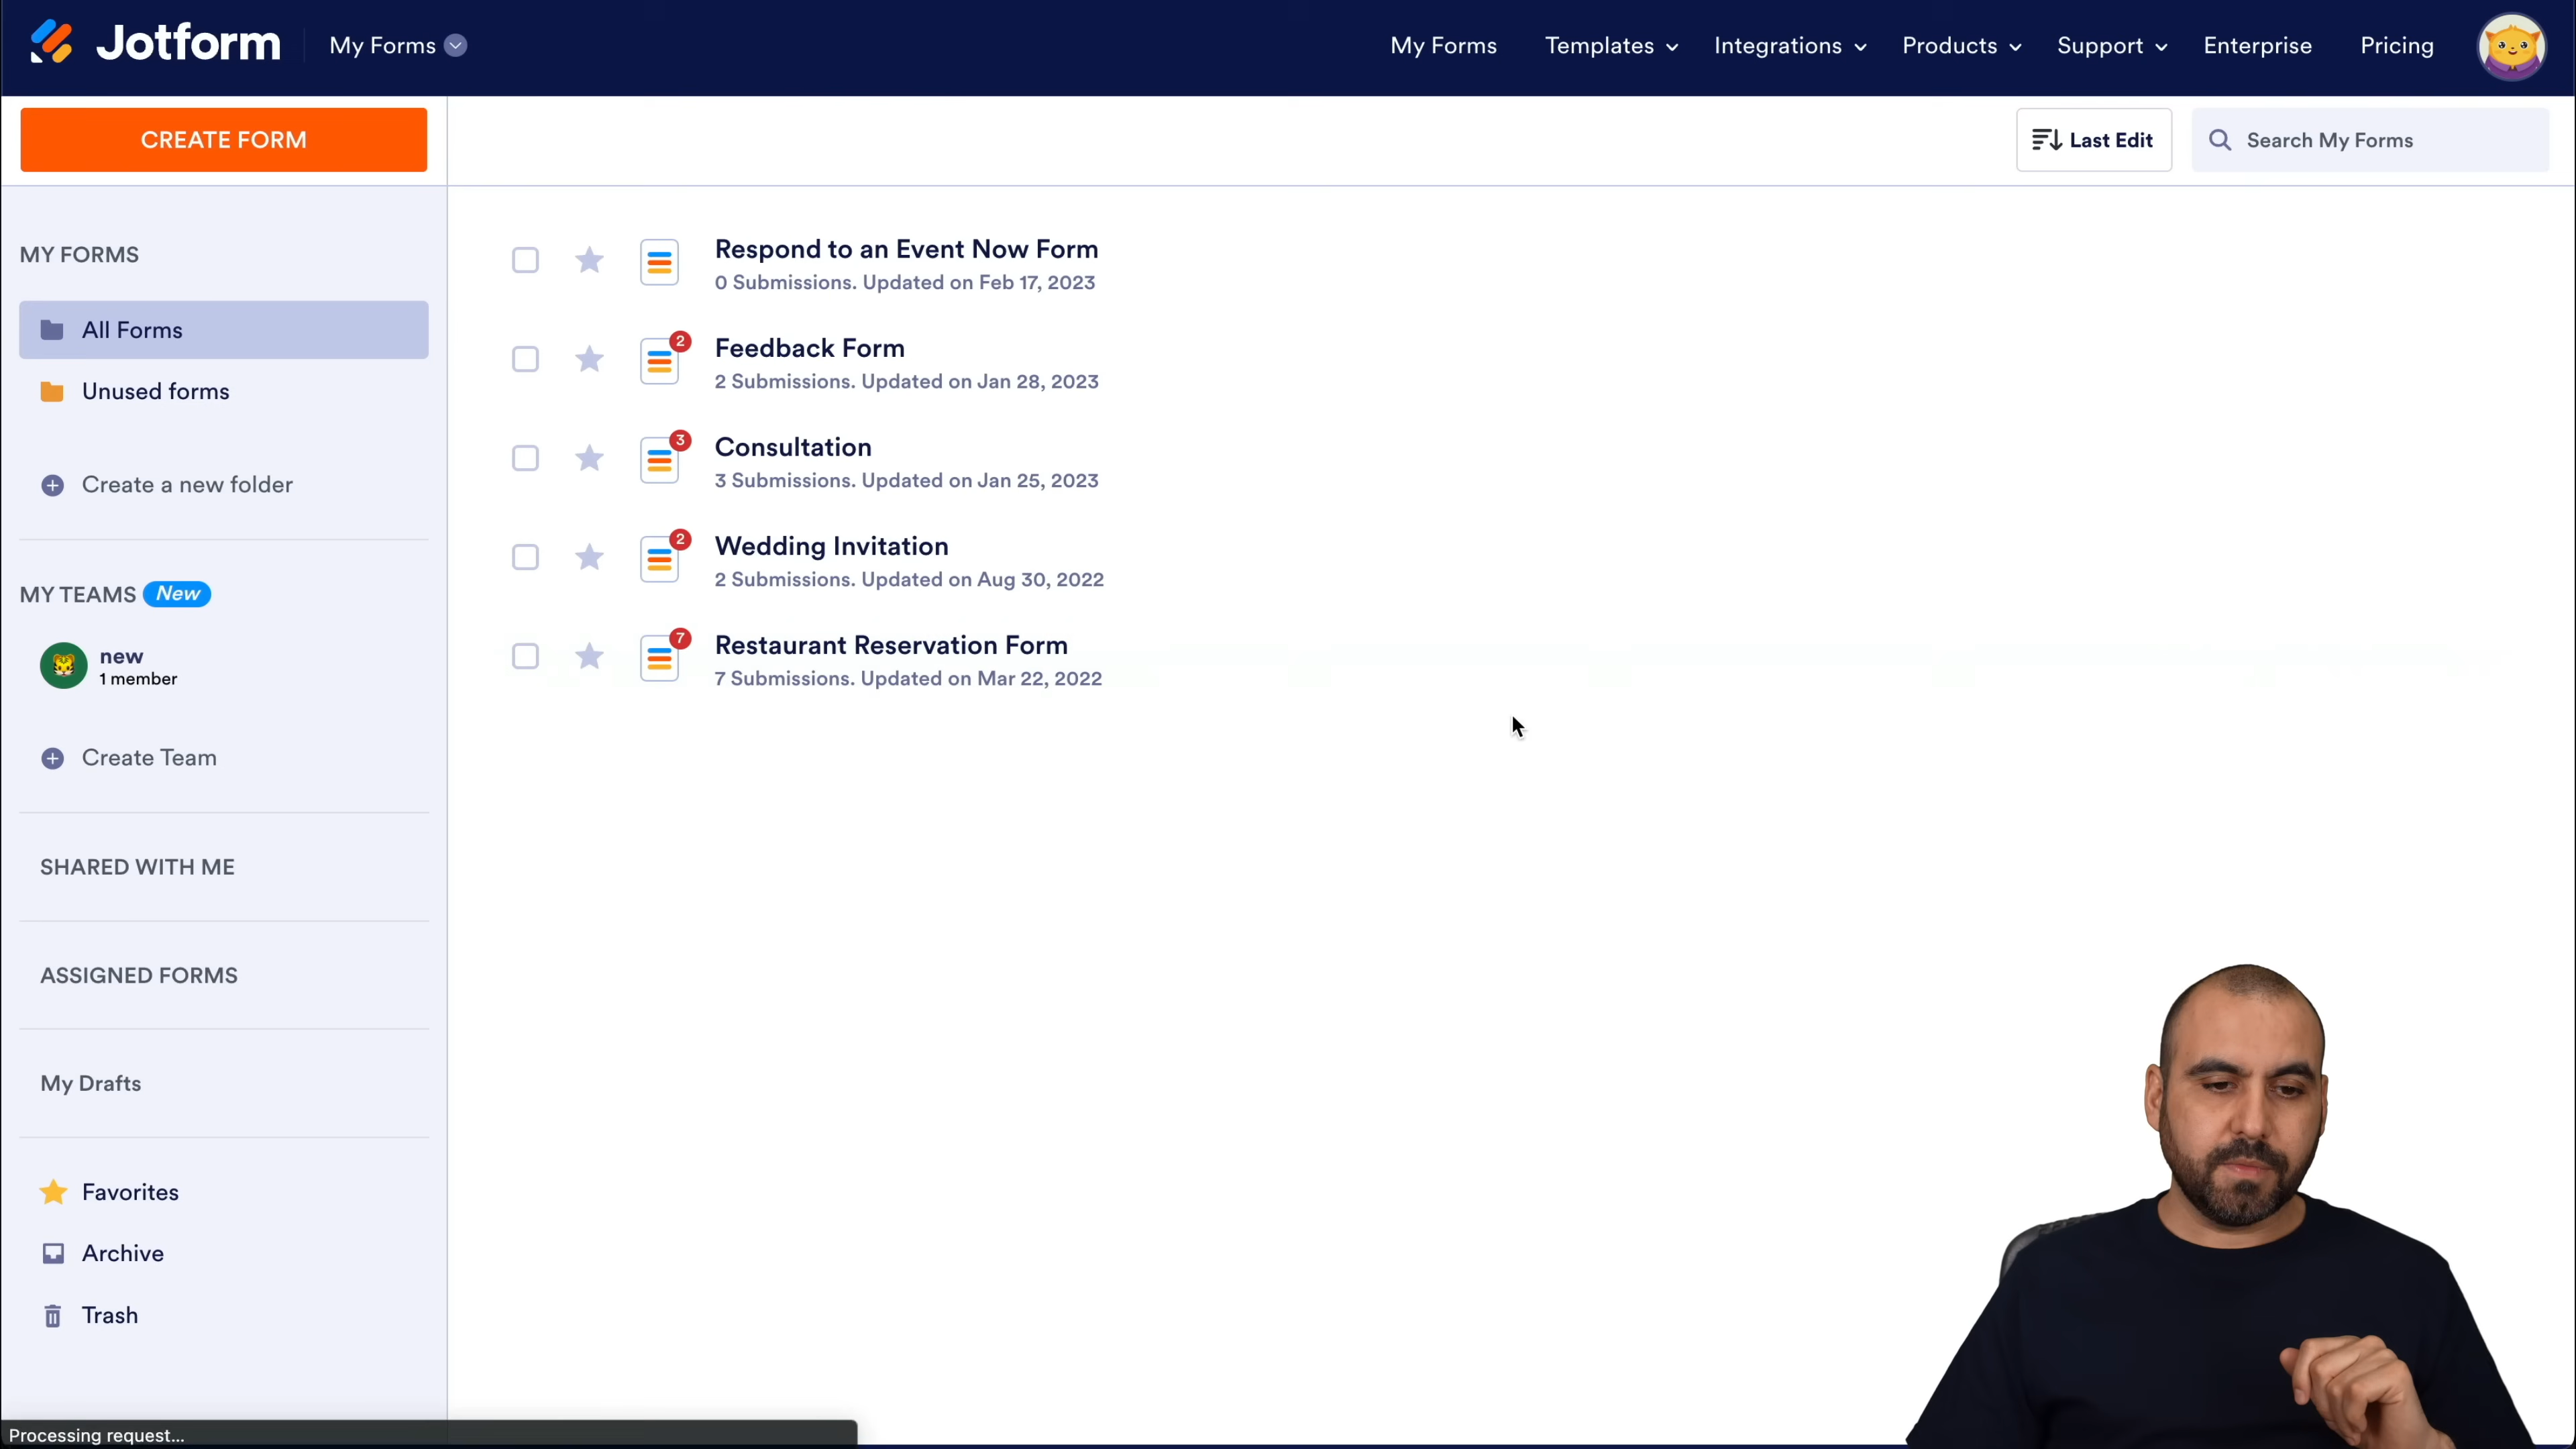 Jotform
My Forms
My Forms
Templates
Integrations
Products
Support
Enterprise
Pricing
CREATE FORM
Last Edit
Search My Forms
MY FORMS
All Forms
Unused forms
Create a new folder
MY TEAMS New
new
1 member
Create Team
SHARED WITH ME
ASSIGNED FORMS
My Drafts
Favorites
Archive
Trash
Processing request...
Respond to an Event Now Form
0 Submissions. Updated on Feb 17, 2023
2
Feedback Form
2 Submissions. Updated on Jan 28, 2023
3
Consultation
3 Submissions. Updated on Jan 25, 2023
2
Wedding Invitation
2 Submissions. Updated on Aug 30, 2022
7
Restaurant Reservation Form
7 Submissions. Updated on Mar 22, 2022